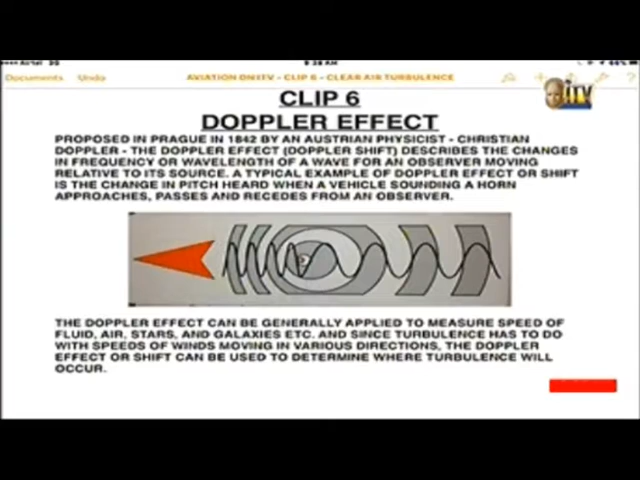 9:28 AM
Documents Undo AVIATION ON ITV - CLIP 6 - CLEAR AIR TURBULENCE
ITV
CLIP 6
DOPPLER EFFECT
PROPOSED IN PRAGUE IN 1842 BY AN AUSTRIAN PHYSICIST - CHRISTIAN
DOPPLER - THE DOPPLER EFFECT (DOPPLER SHIFT) DESCRIBES THE CHANGES
IN FREQUENCY OR WAVELENGTH OF A WAVE FOR AN OBSERVER MOVING
RELATIVE TO ITS SOURCE. A TYPICAL EXAMPLE OF DOPPLER EFFECT OR SHIFT
IS THE CHANGE IN PITCH HEARD WHEN A VEHICLE SOUNDING A HORN
APPROACHES, PASSES AND RECEDES FROM AN OBSERVER.
THE DOPPLER EFFECT CAN BE GENERALLY APPLIED TO MEASURE SPEED OF
FLUID, AIR, STARS, AND GALAXIES ETC. AND SINCE TURBULENCE HAS TO DO
WITH SPEEDS OF WINDS MOVING IN VARIOUS DIRECTIONS, THE DOPPLER
EFFECT OR SHIFT CAN BE USED TO DETERMINE WHERE TURBULENCE WILL
OCCUR.